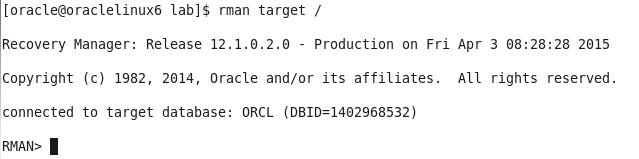 [oracle@oraclelinux6 lab]$ rman target /
Recovery Manager: Release 12.1.0.2.0 - Production on Fri Apr 3 08:28:28 2015
Copyright (c) 1982, 2014, Oracle and/or its affiliates.  All rights reserved.
connected to target database: ORCL (DBID=1402968532)
RMAN>